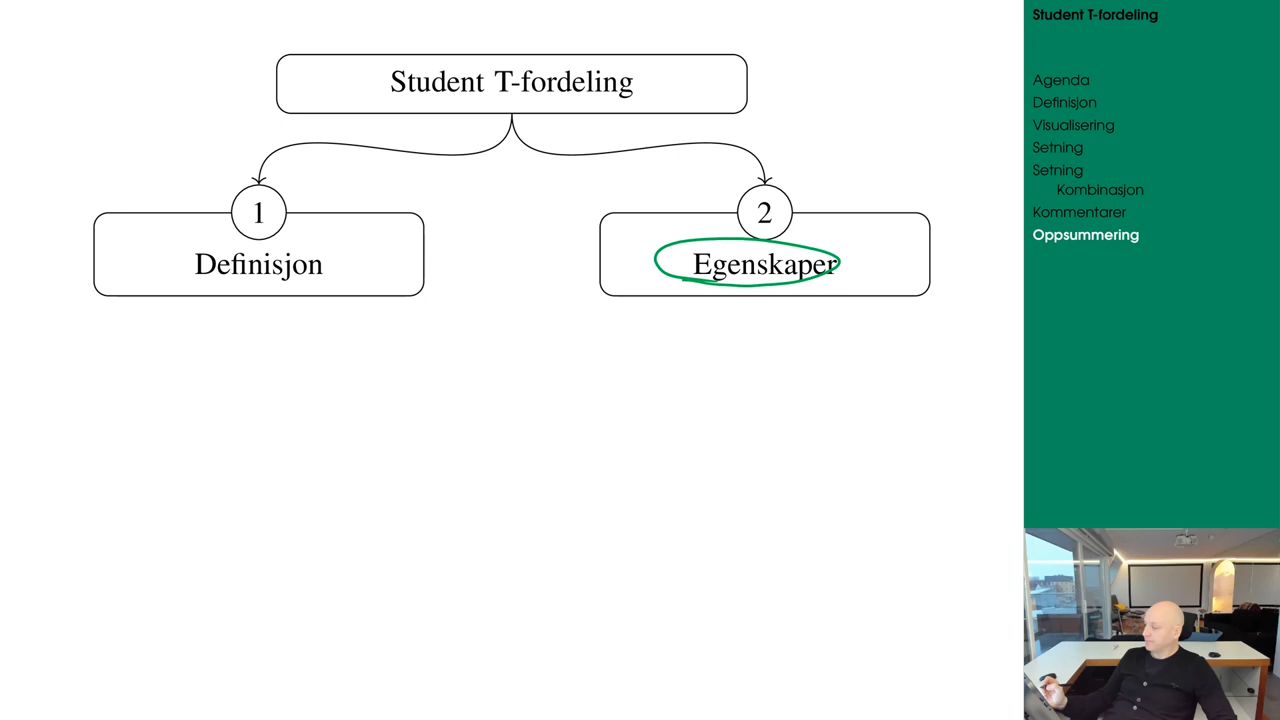 Student T-fordeling
1
Definisjon
2
Egenskaper
Student T-fordeling
Agenda
Definisjon
Visualisering
Setning
Setning
Kombinasjon
Kommentarer
Oppsummering